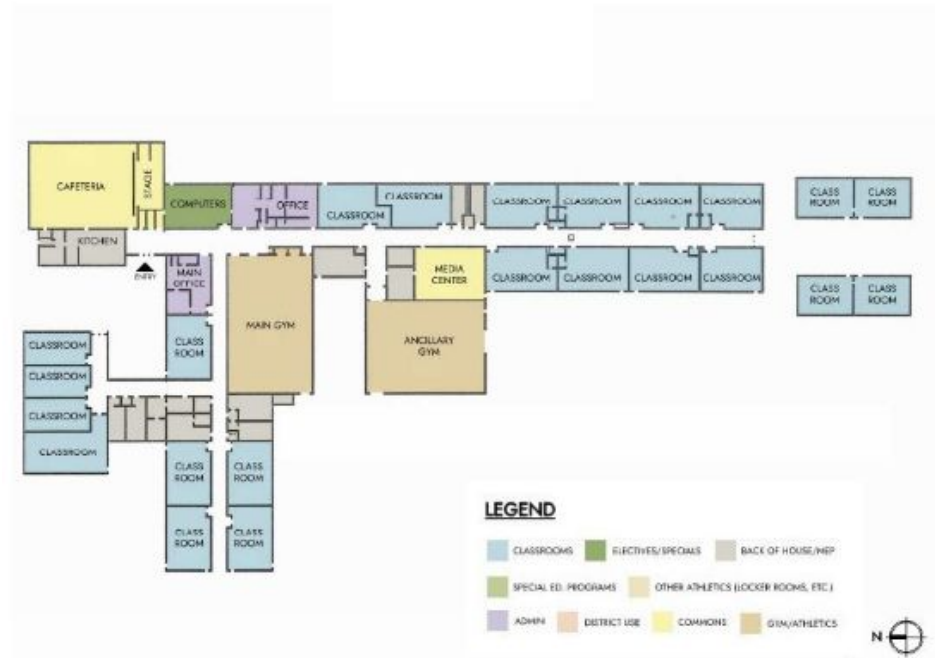 CAFETERIA
STAGE
COMPUTERS
OFFICE
CLASSROOM
CLASSROOM
CLASSROOM
CLASSROOM
CLASSROOM
CLASSROOM
CLASS
ROOM
CLASS
ROOM
KITCHEN
ENTRY
MAIN
OFFICE
MAIN GYM
MEDIA
CENTER
CLASSROOM
CLASSROOM
CLASSROOM
CLASSROOM
CLASS
ROOM
CLASS
ROOM
ANCILLARY
GYM
CLASS
ROOM
CLASSROOM
CLASSROOM
CLASSROOM
CLASSROOM
CLASS
ROOM
CLASS
ROOM
CLASS
ROOM
CLASS
ROOM
LEGEND
CLASSROOMS
ELECTIVES/SPECIALS
BACK OF HOUSE/MEP
SPECIAL ED. PROGRAMS
OTHER ATHLETICS (LOCKER ROOMS, ETC.)
ADMIN
DISTRICT USE
COMMONS
GYM/ATHLETICS
N